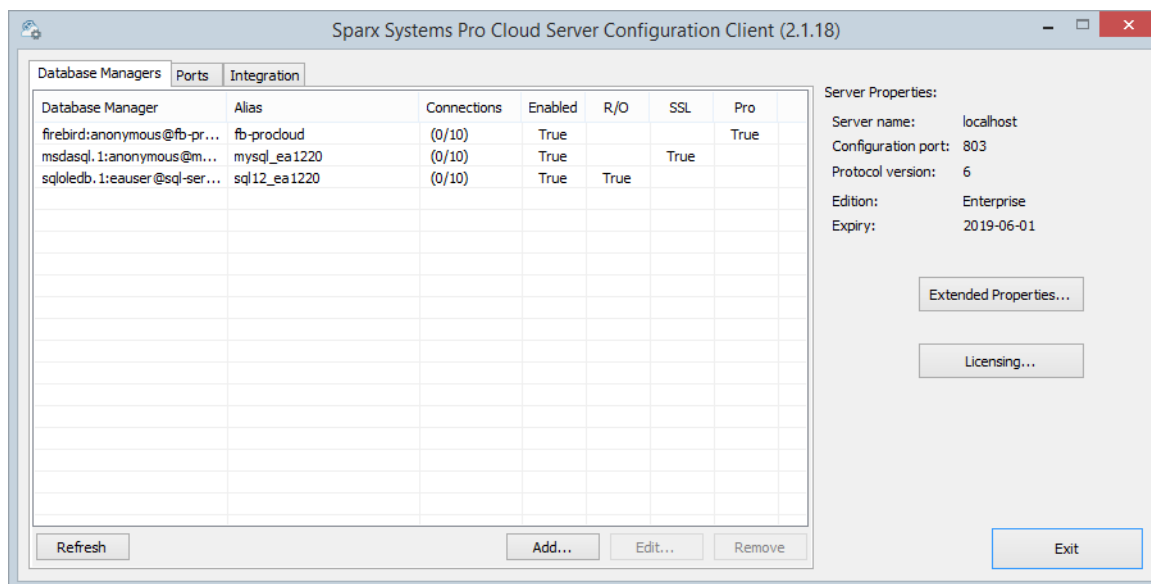 Sparx Systems Pro Cloud Server Configuration Client (2.1.18)
Database Managers Ports Integration
Database Manager Alias Connections Enabled R/O SSL Pro
firebird:anonymous@fb-pr... fb-procloud (0/10) True True
msdasql.1:anonymous@m... mysql_ea1220 (0/10) True True
sqloledb.1:eauser@sql-ser... sql12_ea1220 (0/10) True True
Refresh Add... Edit... Remove
Server Properties:
Server name: localhost
Configuration port: 803
Protocol version: 6
Edition: Enterprise
Expiry: 2019-06-01
Extended Properties...
Licensing...
Exit